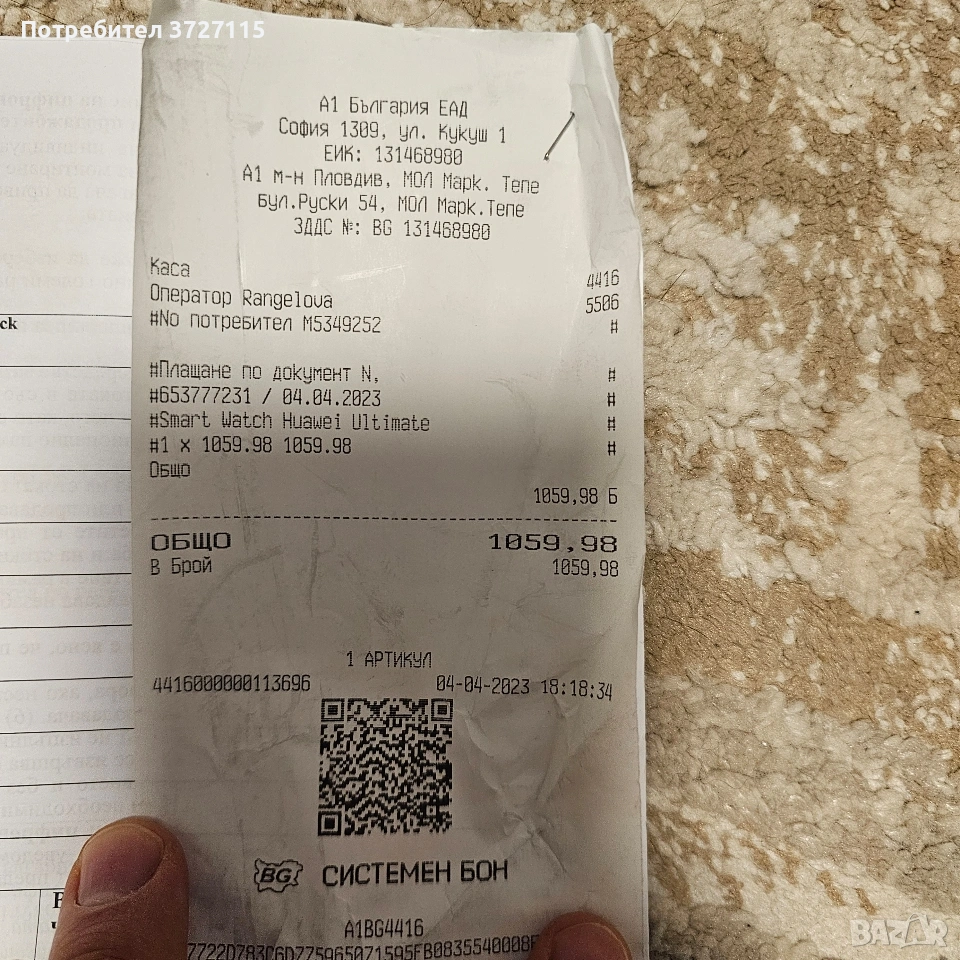 Потребител 3727115
А1 България ЕАД
София 1309, ул. Кукуш 1
ЕИК: 131468980
А1 м-н Пловдив, МОЛ Марк. Тепе
Бул.Руски 54, МОЛ Марк.Тепе
ЗДДС №: BG 131468980
Каса 4416
Оператор Rangelova 5506
#No потребител M5349252 #
#Плащане по документ N, #
#653777231 / 04.04.2023 #
#Smart Watch Huawei Ultimate #
#1 x 1059.98 1059.98 #
Общо
1059,98 Б
ОБЩО 1059,98
В Брой 1059,98
1 АРТИКУЛ
4416000000113696 04-04-2023 18:18:34
BG СИСТЕМЕН БОН
A1BG4416
ck
BAZAR